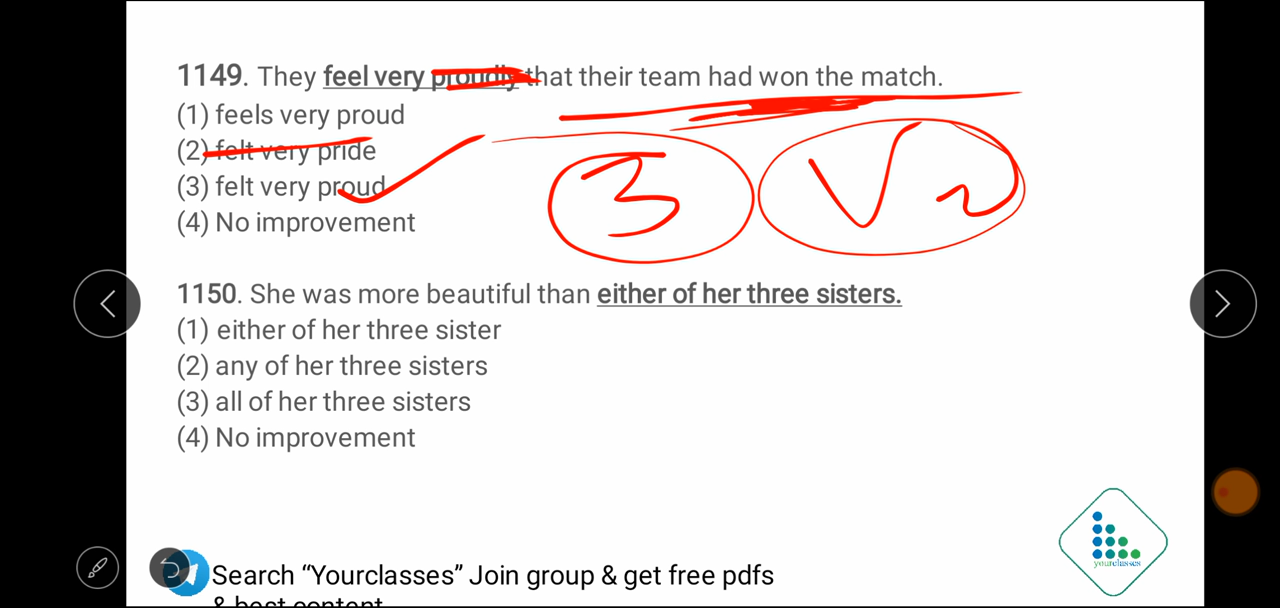 1149. They feel very proudly that their team had won the match.
(1) feels very proud
(2) felt very pride
(3) felt very proud
(4) No improvement
3 V2
1150. She was more beautiful than either of her three sisters.
(1) either of her three sister
(2) any of her three sisters
(3) all of her three sisters
(4) No improvement
yourclasses
Search “Yourclasses” Join group & get free pdfs
& best content